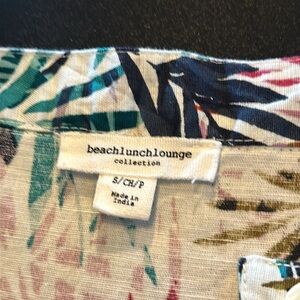 beachlunchlounge
collection
S/CH/P
Made in
India